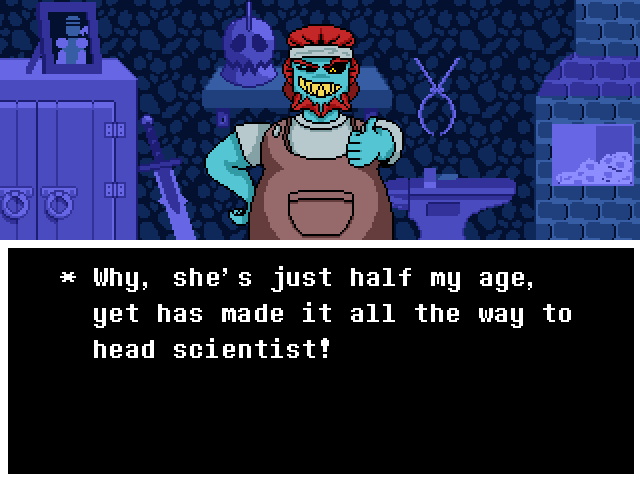 * Why, she's just half my age,
yet has made it all the way to
head scientist!